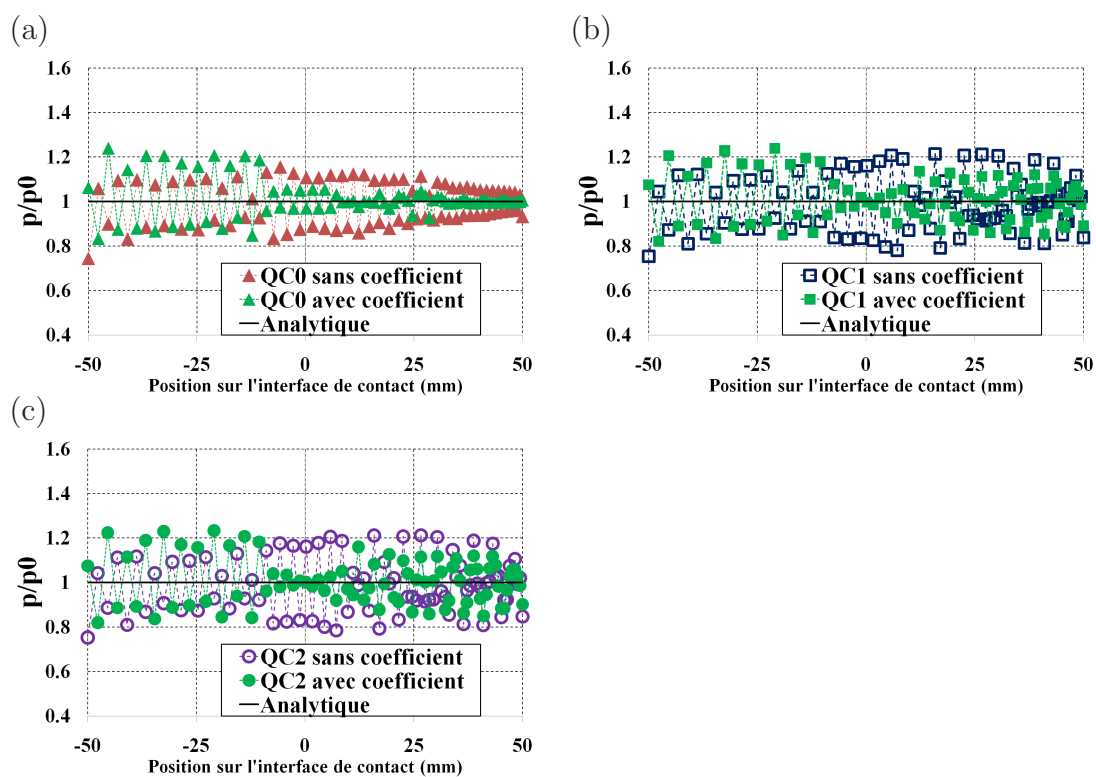 (a)
p/p0
1.6
1.4
1.2
1
0.8
0.6
0.4
QC0 sans coefficient
QC0 avec coefficient
Analytique
-50 -25 0 25 50
Position sur l'interface de contact (mm)
(b)
p/p0
1.6
1.4
1.2
1
0.8
0.6
0.4
QC1 sans coefficient
QC1 avec coefficient
Analytique
-50 -25 0 25 50
Position sur l'interface de contact (mm)
(c)
p/p0
1.6
1.4
1.2
1
0.8
0.6
0.4
QC2 sans coefficient
QC2 avec coefficient
Analytique
-50 -25 0 25 50
Position sur l'interface de contact (mm)